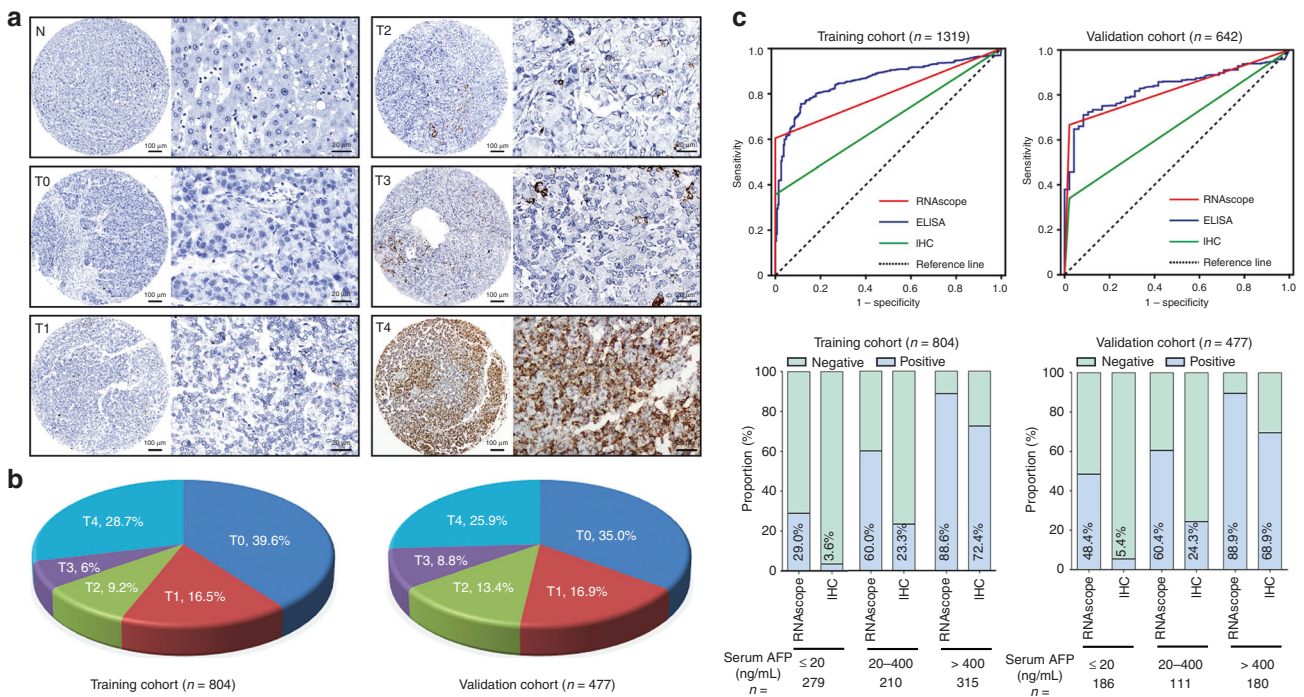 a
N
100 µm
20 µm
T2
100 µm
20 µm
T0
100 µm
20 µm
T3
100 µm
20 µm
T1
100 µm
20 µm
T4
100 µm
20 µm
b
T4, 28.7%
T0, 39.6%
T3, 6%
T2, 9.2%
T1, 16.5%
Training cohort (n = 804)
T4, 25.9%
T0, 35.0%
T3, 8.8%
T2, 13.4%
T1, 16.9%
Validation cohort (n = 477)
c
Training cohort (n = 1319)
1.0
0.8
0.6
0.4
0.2
0
Sensitivity
RNAscope
ELISA
IHC
Reference line
0 0.2 0.4 0.6 0.8 1.0
1 – specificity
Validation cohort (n = 642)
1.0
0.8
0.6
0.4
0.2
0
Sensitivity
RNAscope
ELISA
IHC
Reference line
0 0.2 0.4 0.6 0.8 1.0
1 – specificity
Training cohort (n = 804)
Negative Positive
100
80
60
40
20
0
Proportion (%)
29.0% 3.6% 60.0% 23.3% 88.6% 72.4%
RNAscope IHC RNAscope IHC RNAscope IHC
Serum AFP
(ng/mL)
≤ 20 20–400 > 400
n =
279 210 315
Validation cohort (n = 477)
Negative Positive
100
80
60
40
20
0
Proportion (%)
48.4% 5.4% 60.4% 24.3% 88.9% 68.9%
RNAscope IHC RNAscope IHC RNAscope IHC
Serum AFP
(ng/mL)
≤ 20 20–400 > 400
n =
186 111 180